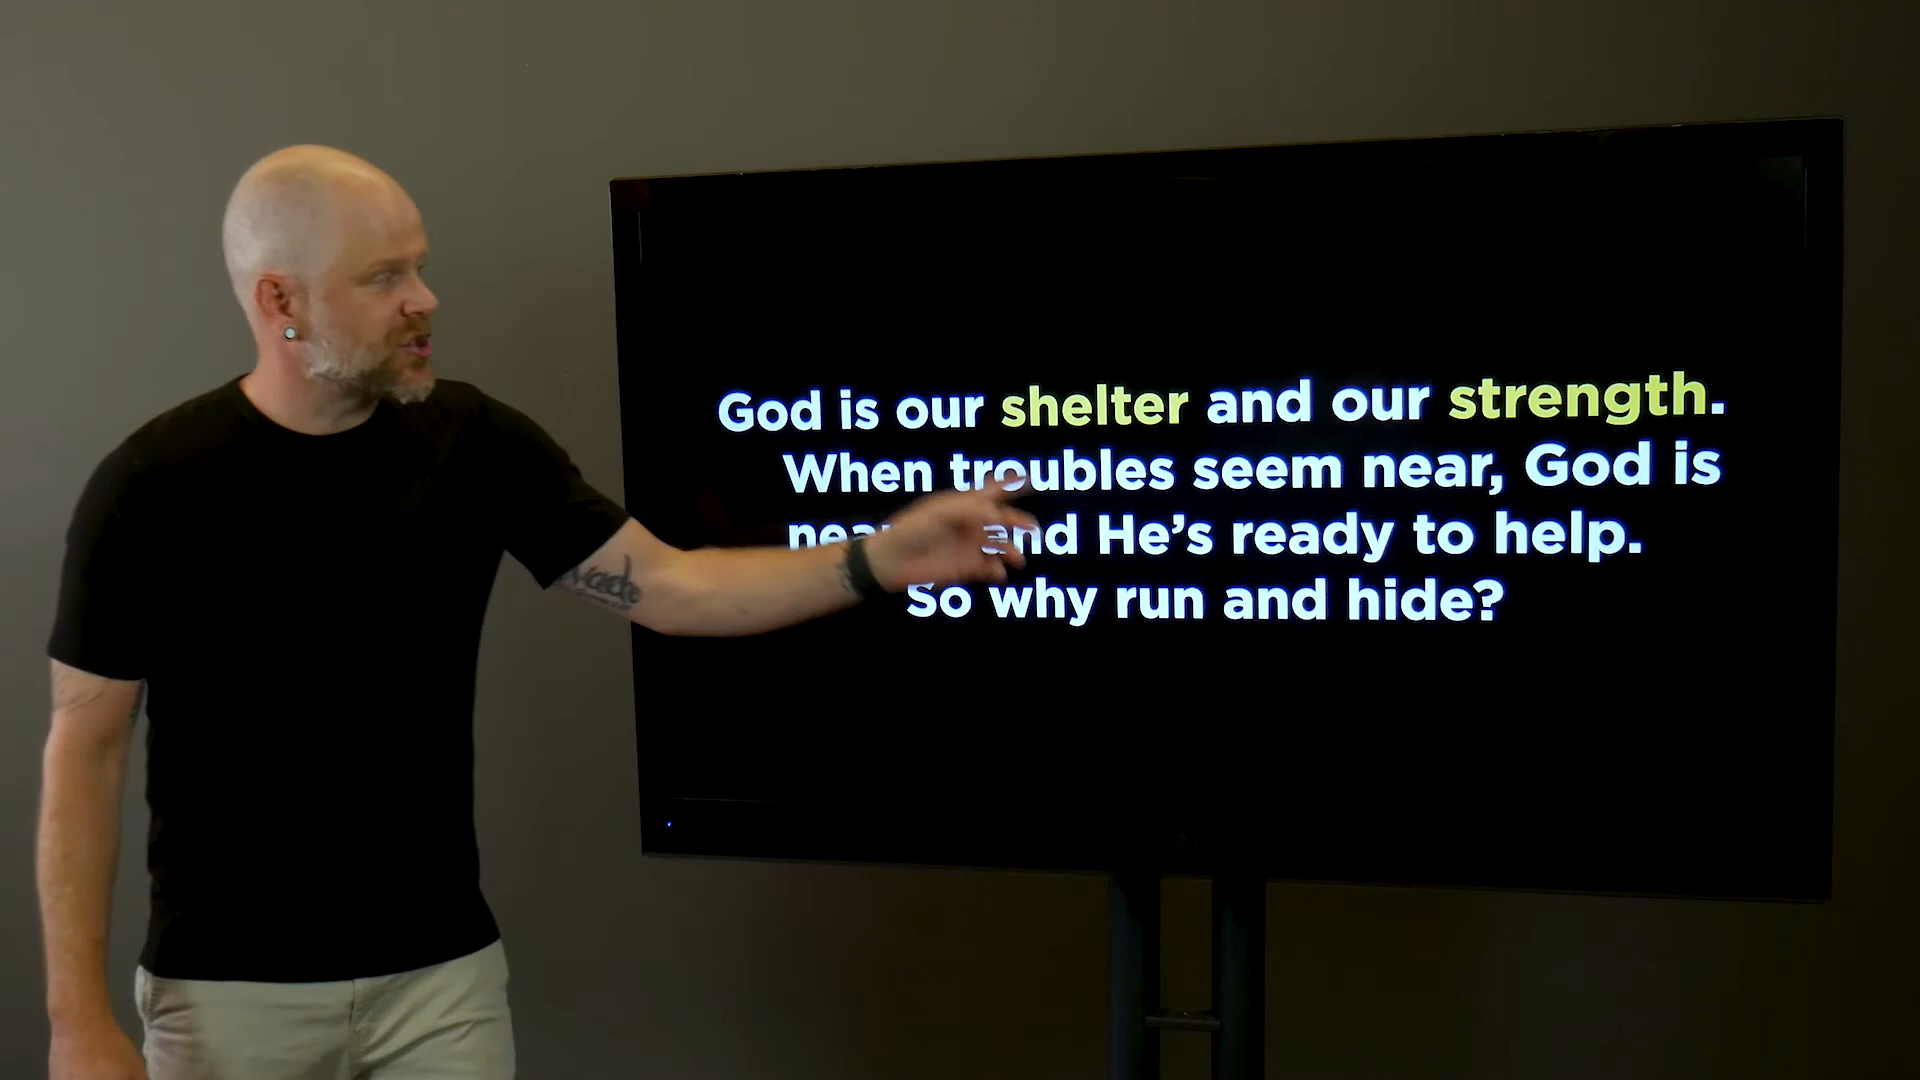 God is our shelter and our strength.
When troubles seem near, God is
and He’s ready to help.
So why run and hide?